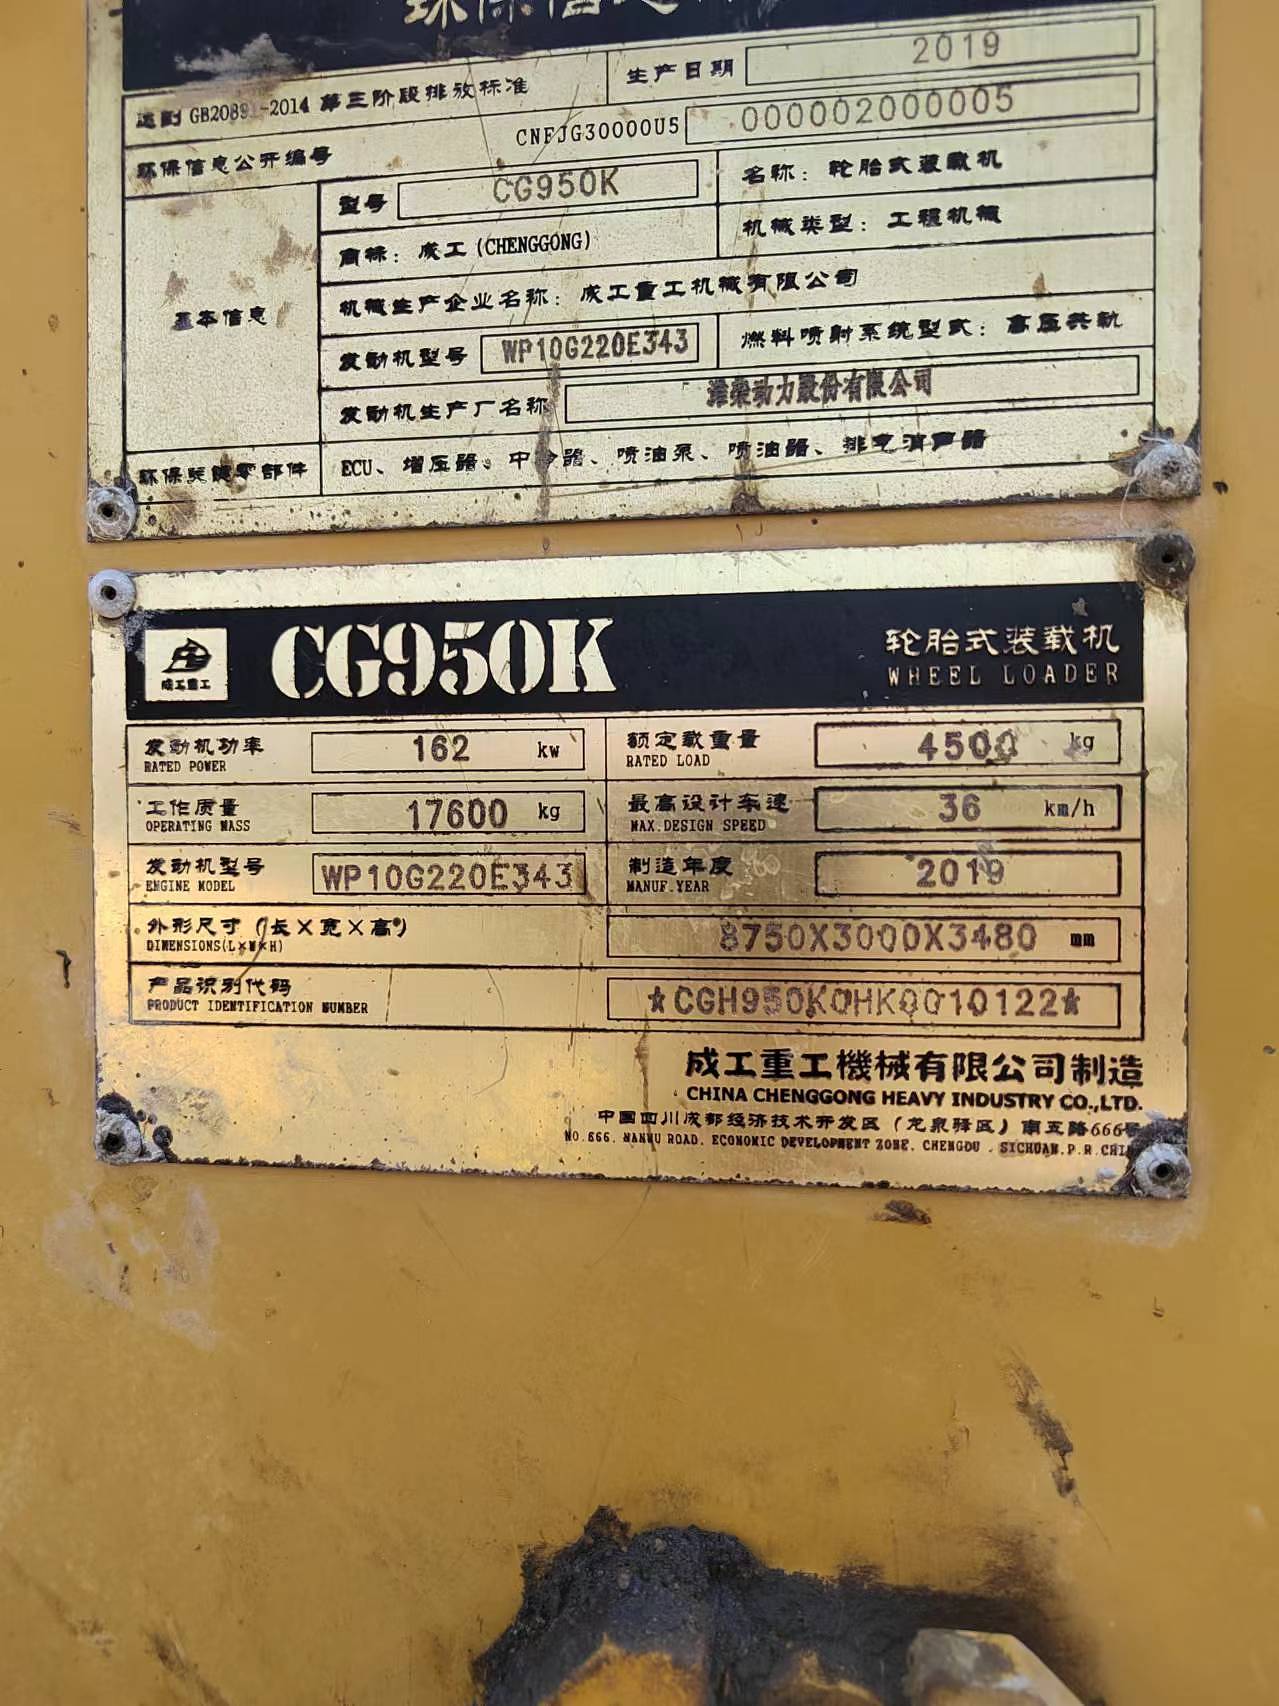 环保信息
达到 GB20891-2014 第三阶段排放标准 生产日期 2019
环保信息公开编号 CNFJG30000U5 000002000005
基本信息
型号 CG950K 名称：轮胎式装载机
商标：成工(CHENGGONG) 机械类型：工程机械
机械生产企业名称：成工重工机械有限公司
发动机型号 WP10G220E343 燃料喷射系统型式：高压共轨
发动机生产厂名称 潍柴动力股份有限公司
环保关键零部件 ECU、增压器、中冷器、喷油泵、喷油器、排气消声器
成工重工
CG950K 轮胎式装载机
WHEEL LOADER
发动机功率 162 kw 额定载重量 4500 kg
RATED POWER RATED LOAD
工作质量 17600 kg 最高设计车速 36 km/h
OPERATING MASS MAX.DESIGN SPEED
发动机型号 WP10G220E343 制造年度 2019
ENGINE MODEL MANUF.YEAR
外形尺寸（长×宽×高） 8750X3000X3480 mm
DIMENSIONS(L×W×H)
产品识别代码 ★CGH950K0HK0010122★
PRODUCT IDENTIFICATION NUMBER
成工重工機械有限公司制造
CHINA CHENGGONG HEAVY INDUSTRY CO.,LTD.
中国四川成都经济技术开发区（龙泉驿区）南五路666号
NO.666, NANWU ROAD, ECONOMIC DEVELOPMENT ZONE, CHENGDU, SICHUAN, P.R.